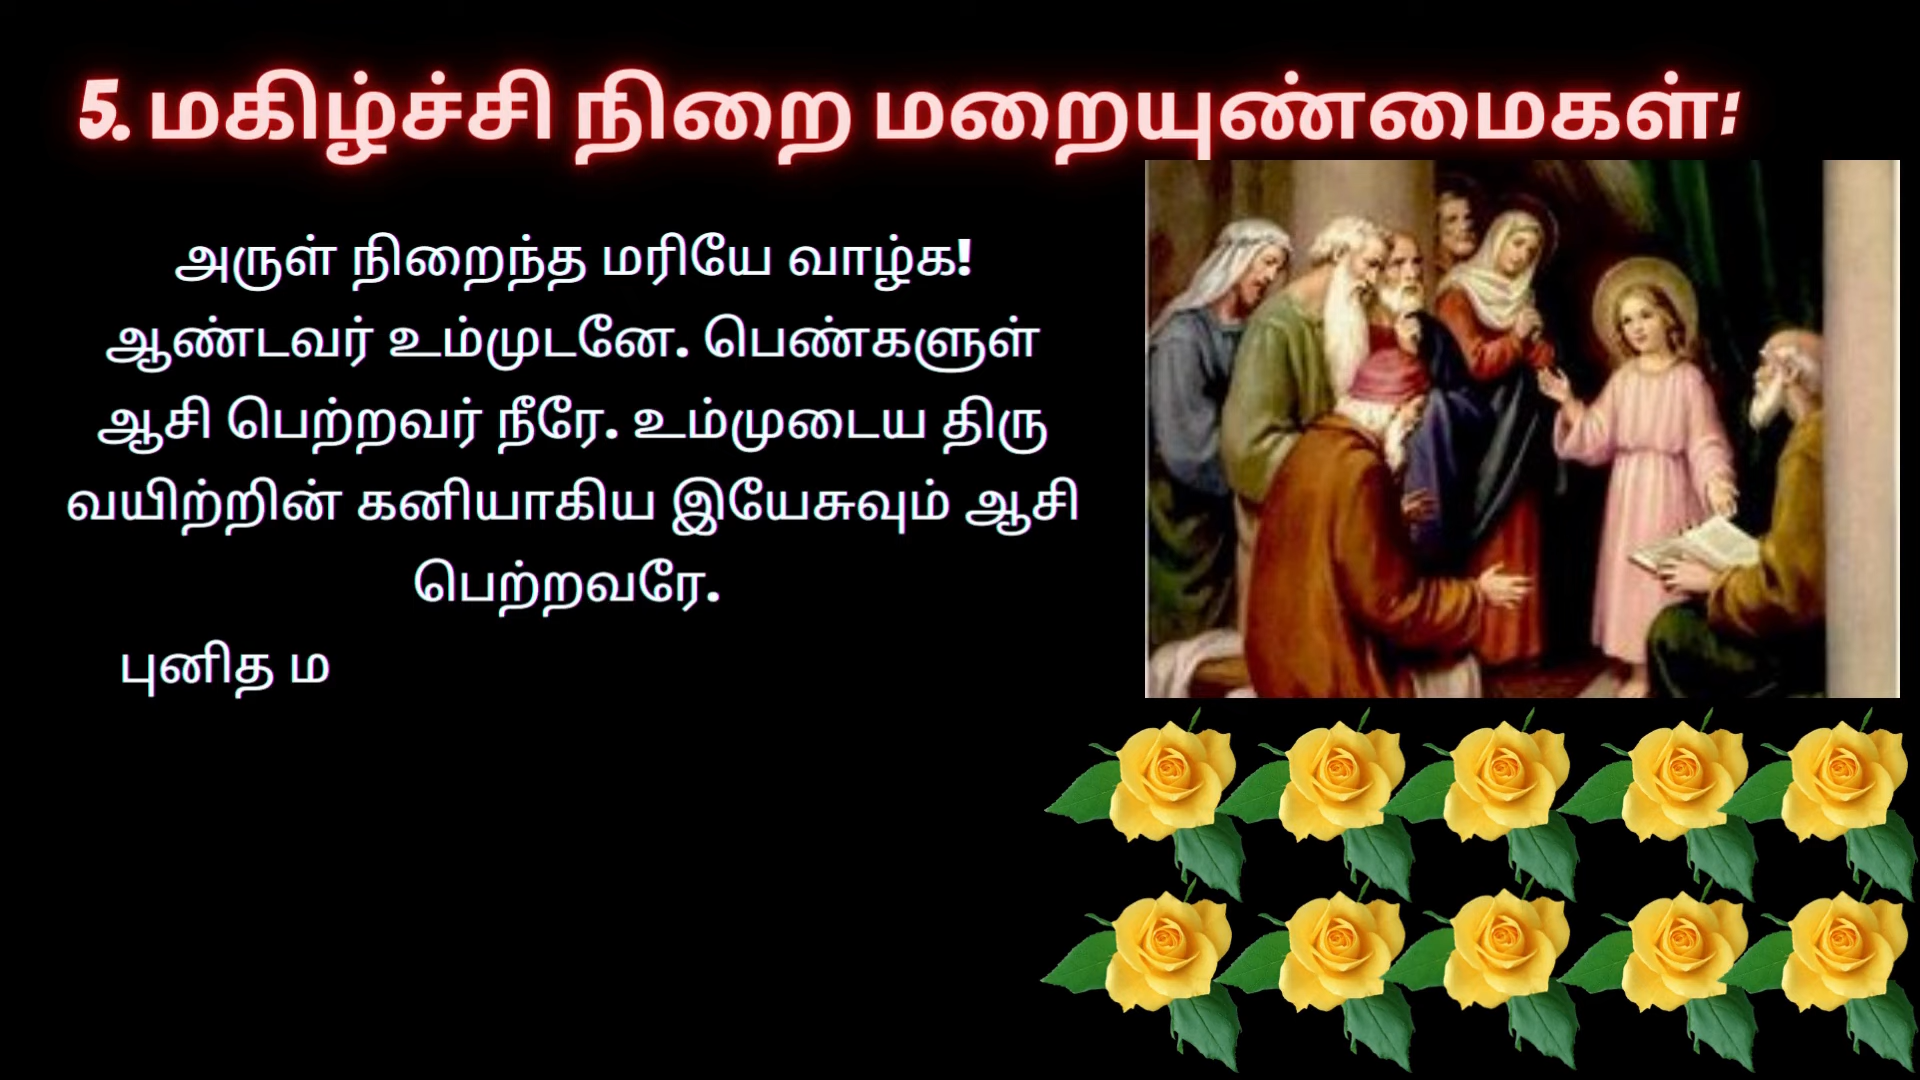 5. மகிழ்ச்சி நிறை மறையுண்மைகள்:
அருள் நிறைந்த மரியே வாழ்க!
ஆண்டவர் உம்முடனே. பெண்களுள்
ஆசி பெற்றவர் நீரே. உம்முடைய திரு
வயிற்றின் கனியாகிய இயேசுவும் ஆசி
பெற்றவரே.
புனித ம